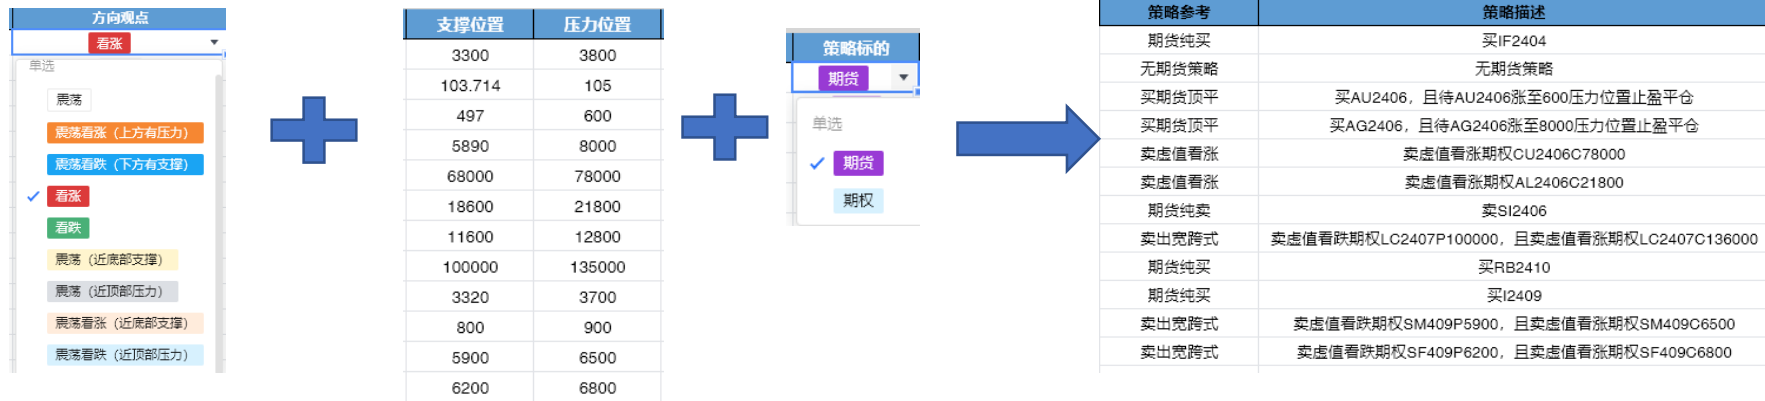 方向观点
看涨
单选
震荡
震荡看涨（上方有压力）
震荡看跌（下方有支撑）
看涨
看跌
震荡（近底部支撑）
震荡（近顶部压力）
震荡看涨（近底部支撑）
震荡看跌（近顶部压力）
支撑位置 压力位置
3300 3800
103.714 105
497 600
5890 8000
68000 78000
18600 21800
11600 12800
100000 135000
3320 3700
800 900
5900 6500
6200 6800
策略标的
期货
单选
期货
期权
策略参考 策略描述
期货纯买 买IF2404
无期货策略 无期货策略
买期货顶平 买AU2406，且待AU2406涨至600压力位置止盈平仓
买期货顶平 买AG2406，且待AG2406涨至8000压力位置止盈平仓
卖虚值看涨 卖虚值看涨期权CU2406C78000
卖虚值看涨 卖虚值看涨期权AL2406C21800
期货纯卖 卖SI2406
卖出宽跨式 卖虚值看跌期权LC2407P100000，且卖虚值看涨期权LC2407C136000
期货纯买 买RB2410
期货纯买 买I2409
卖出宽跨式 卖虚值看跌期权SM409P5900，且卖虚值看涨期权SM409C6500
卖出宽跨式 卖虚值看跌期权SF409P6200，且卖虚值看涨期权SF409C6800